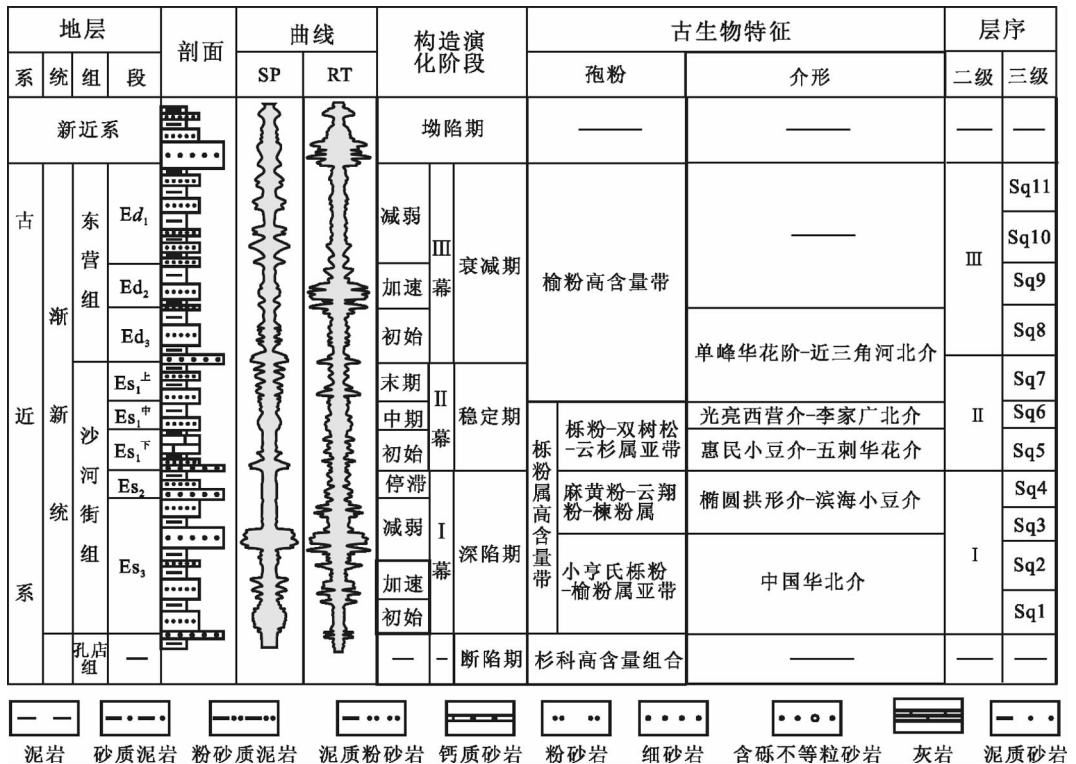 地层
剖面
曲线
构造演
化阶段
古生物特征
层序
系
统
组
段
SP
RT
孢粉
介形
二级
三级
新近系
坳陷期
古
近
系
渐
新
统
东
营
组
Ed₁
减弱
Ⅲ
幕
衰减期
榆粉高含量带
Ⅲ
Sq11
Sq10
Ed₂
加速
Sq9
Ed₃
初始
单峰华花阶-近三角河北介
Sq8
沙
河
街
组
Es₁上
末期
Ⅱ
幕
稳定期
Ⅱ
Sq7
Es₁中
中期
栎
粉
属
高
含
量
带
栎粉-双树松
-云杉属亚带
光亮西营介-李家广北介
Sq6
Es₁下
初始
惠民小豆介-五刺华花介
Sq5
Es₂
停滞
Ⅰ
幕
深陷期
麻黄粉-云翔
粉-楝粉属
椭圆拱形介-滨海小豆介
Ⅰ
Sq4
Es₃
减弱
Sq3
小亨氏栎粉
-榆粉属亚带
中国华北介
Sq2
加速
初始
Sq1
孔店
组
断陷期
杉科高含量组合
泥岩
砂质泥岩
粉砂质泥岩
泥质粉砂岩
钙质砂岩
粉砂岩
细砂岩
含砾不等粒砂岩
灰岩
泥质砂岩